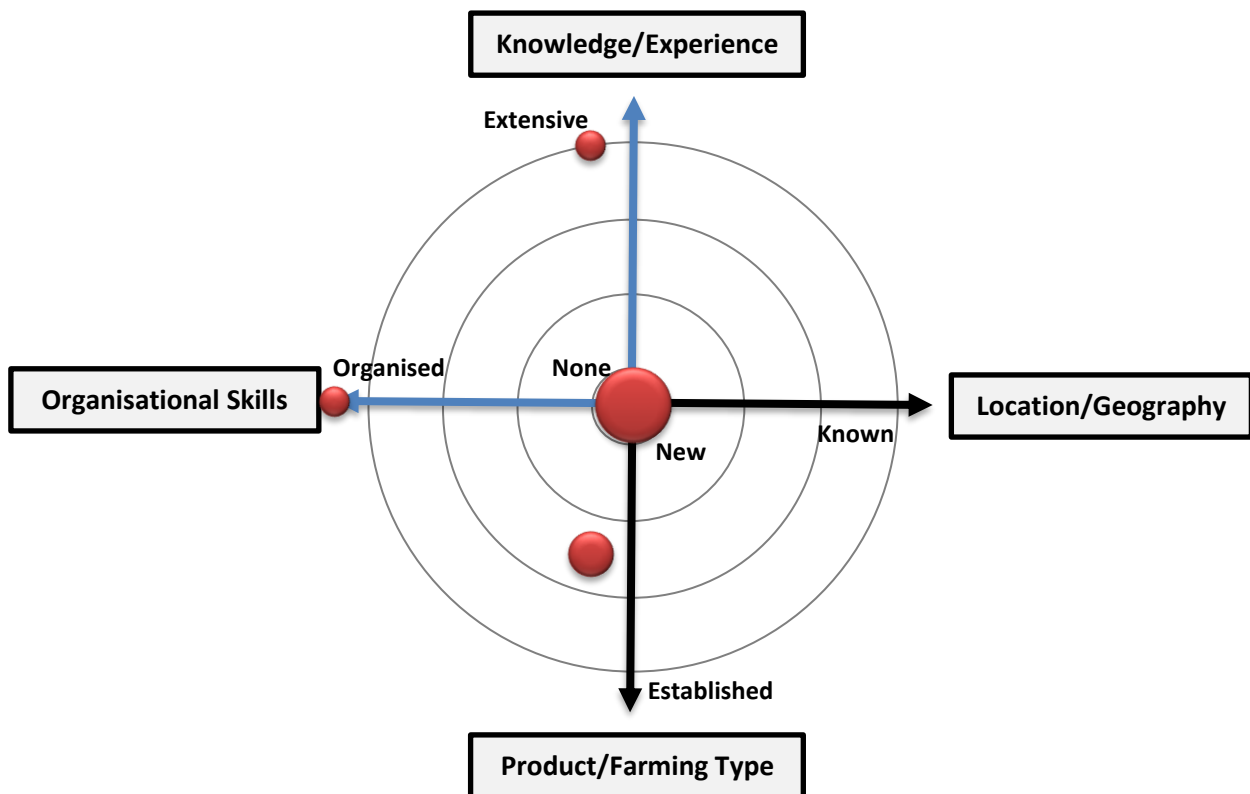 Knowledge/Experience
Extensive
Organised
None
Organisational Skills
Location/Geography
Known
New
Established
Product/Farming Type